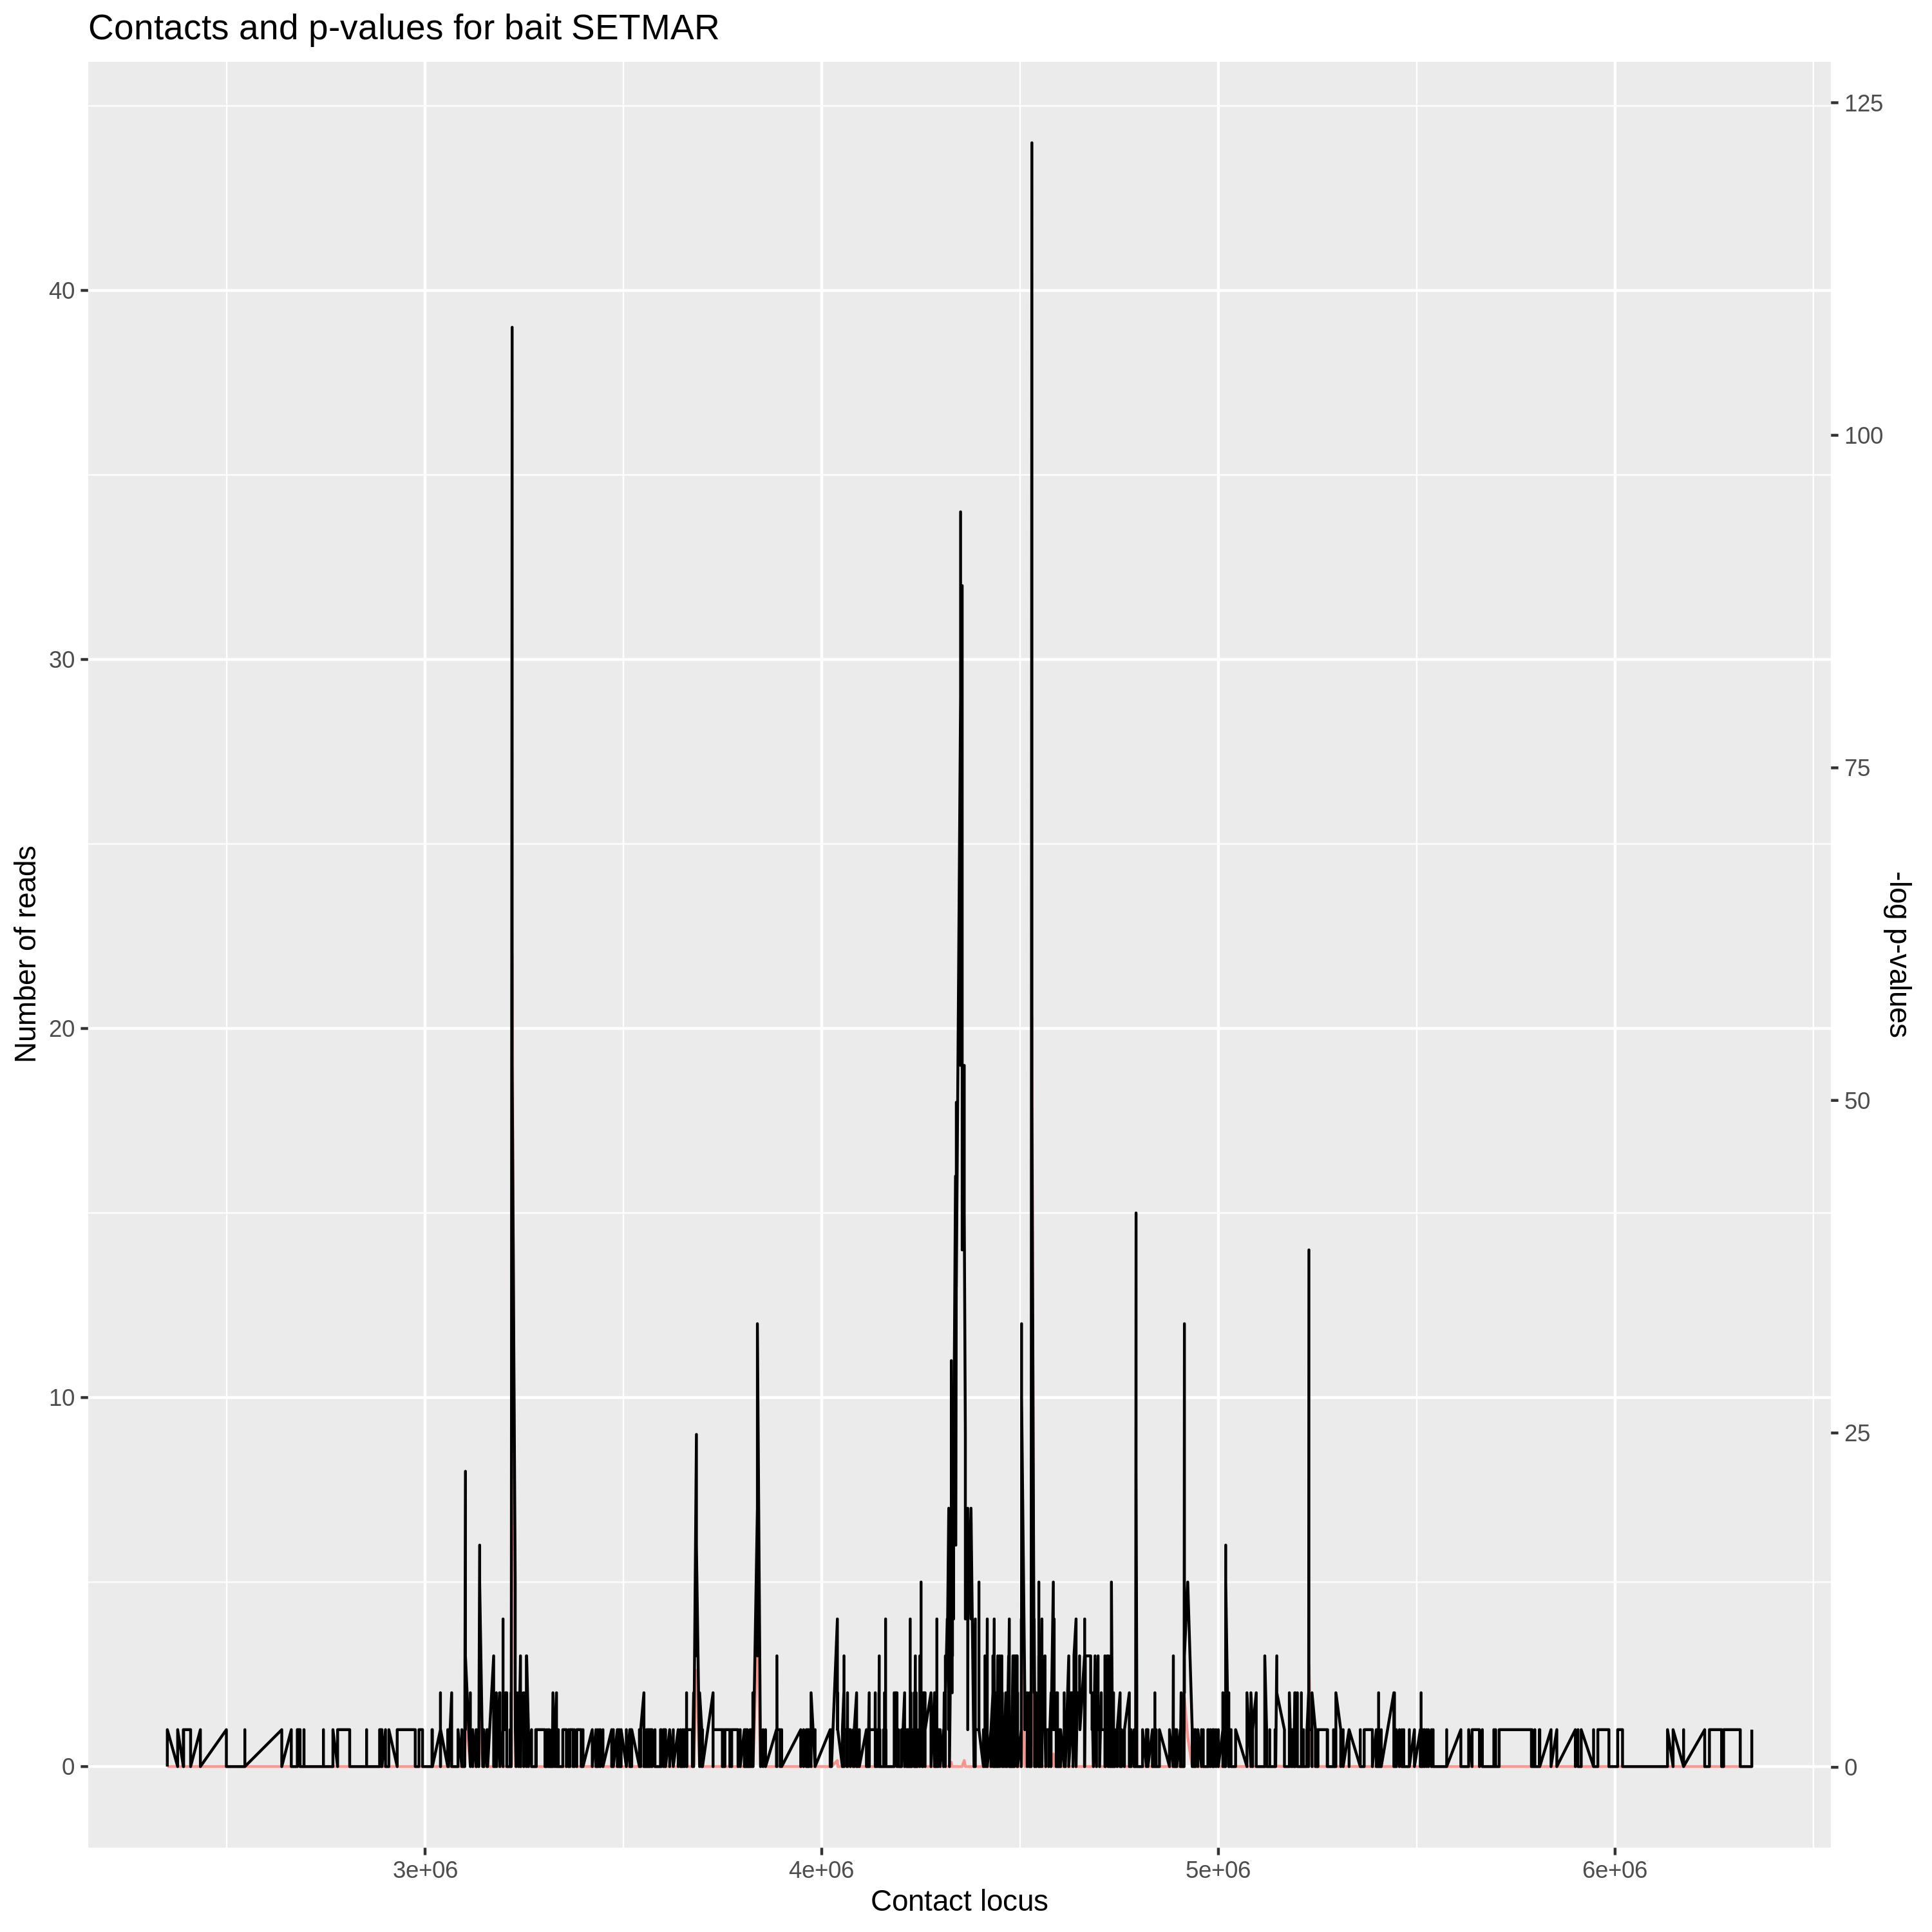 Contacts and p-values for bait SETMAR
125
40
100
30
75
Number of reads
-log p-values
20
50
10
25
0
0
3e+06
4e+06
5e+06
6e+06
Contact locus